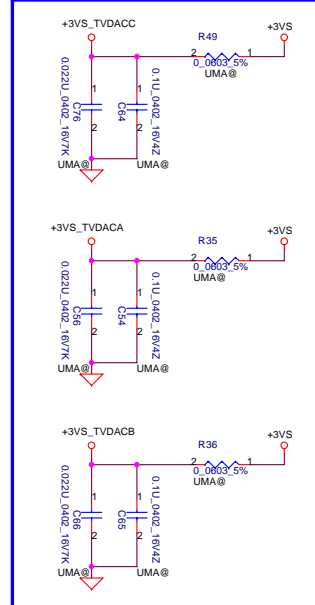 +3VS_TVDACC
+3VS
R49
2 1
0_0603_5%
UMA@
0.022U_0402_16V7K
1
C76
2
UMA@
0.1U_0402_16V4Z
1
C64
2
UMA@
+3VS_TVDACA
+3VS
R35
2 1
0_0603_5%
UMA@
0.022U_0402_16V7K
1
C56
2
UMA@
0.1U_0402_16V4Z
1
C54
2
UMA@
+3VS_TVDACB
+3VS
R36
2 1
0_0603_5%
UMA@
0.022U_0402_16V7K
1
C66
2
UMA@
0.1U_0402_16V4Z
1
C65
2
UMA@